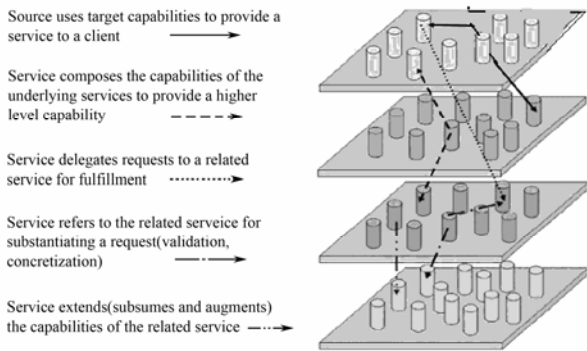 Source uses target capabilities to provide a
service to a client
Service composes the capabilities of the
underlying services to provide a higher
level capability
Service delegates requests to a related
service for fulfillment
Service refers to the related serveice for
substantiating a request(validation,
concretization)
Service extends(subsumes and augments)
the capabilities of the related service